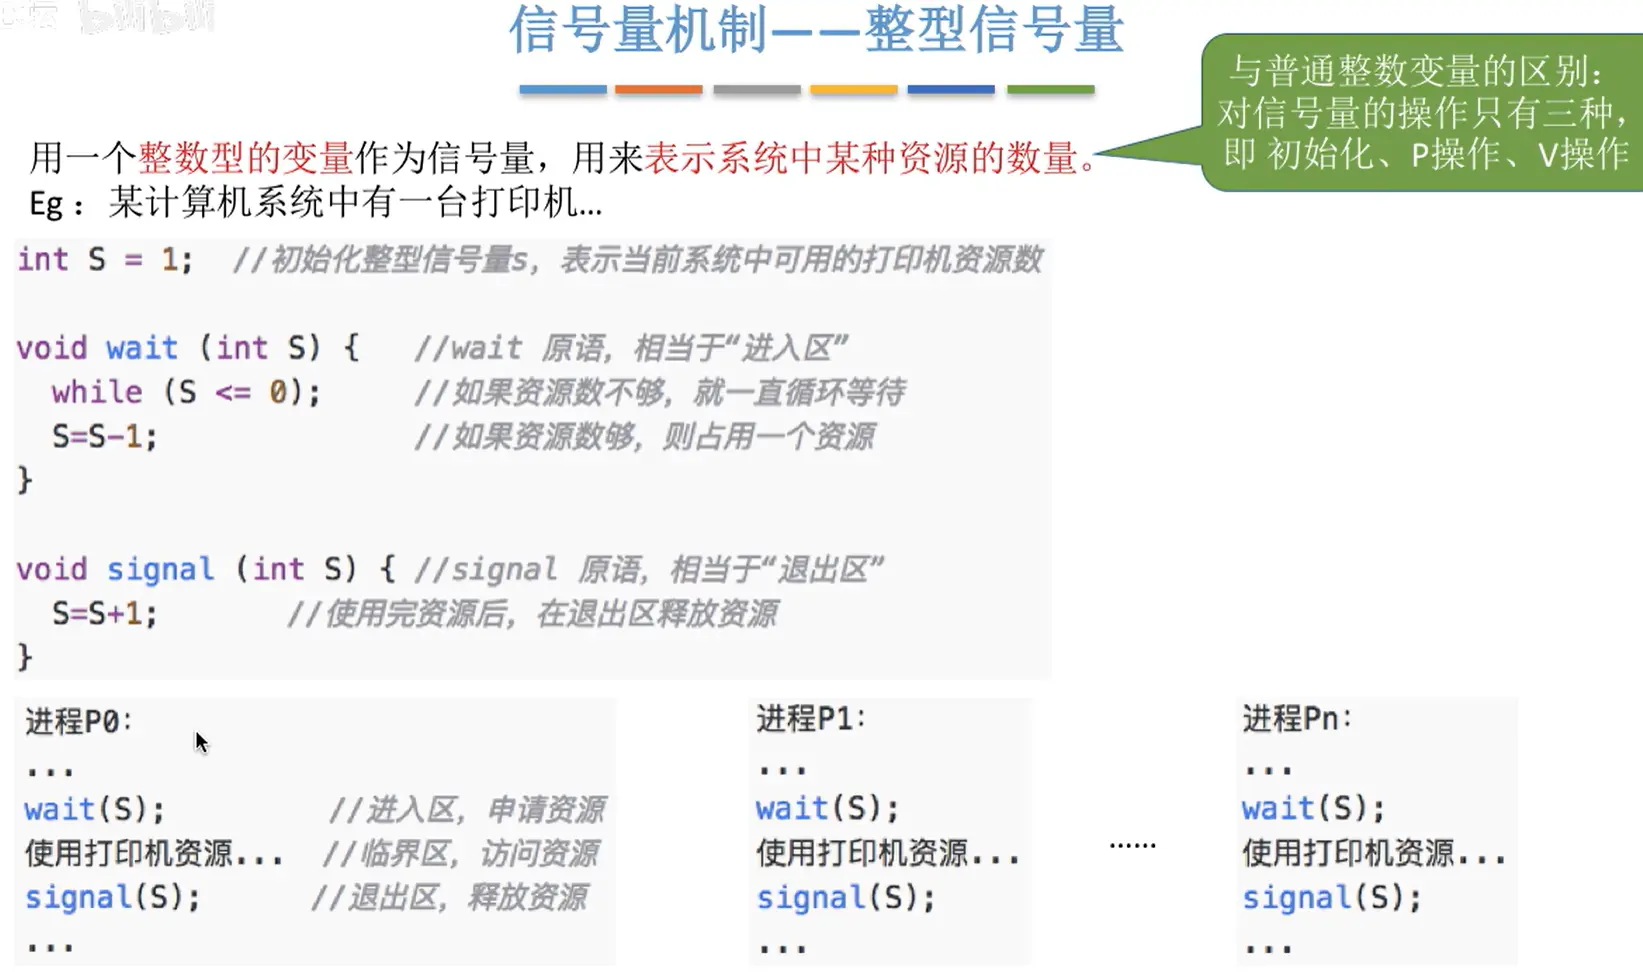 bilibili
信号量机制——整型信号量
与普通整数变量的区别：
对信号量的操作只有三种，
即 初始化、P操作、V操作
用一个整数型的变量作为信号量，用来表示系统中某种资源的数量。
Eg：某计算机系统中有一台打印机...
int S = 1;  //初始化整型信号量s，表示当前系统中可用的打印机资源数
void wait (int S) {  //wait 原语，相当于“进入区”
while (S <= 0);  //如果资源数不够，就一直循环等待
S=S-1;  //如果资源数够，则占用一个资源
}
void signal (int S) { //signal 原语，相当于“退出区”
S=S+1;  //使用完资源后，在退出区释放资源
}
进程P0：
...
wait(S);  //进入区，申请资源
使用打印机资源...  //临界区，访问资源
signal(S);  //退出区，释放资源
...
进程P1：
...
wait(S);
使用打印机资源...
signal(S);
...
......
进程Pn：
...
wait(S);
使用打印机资源...
signal(S);
...